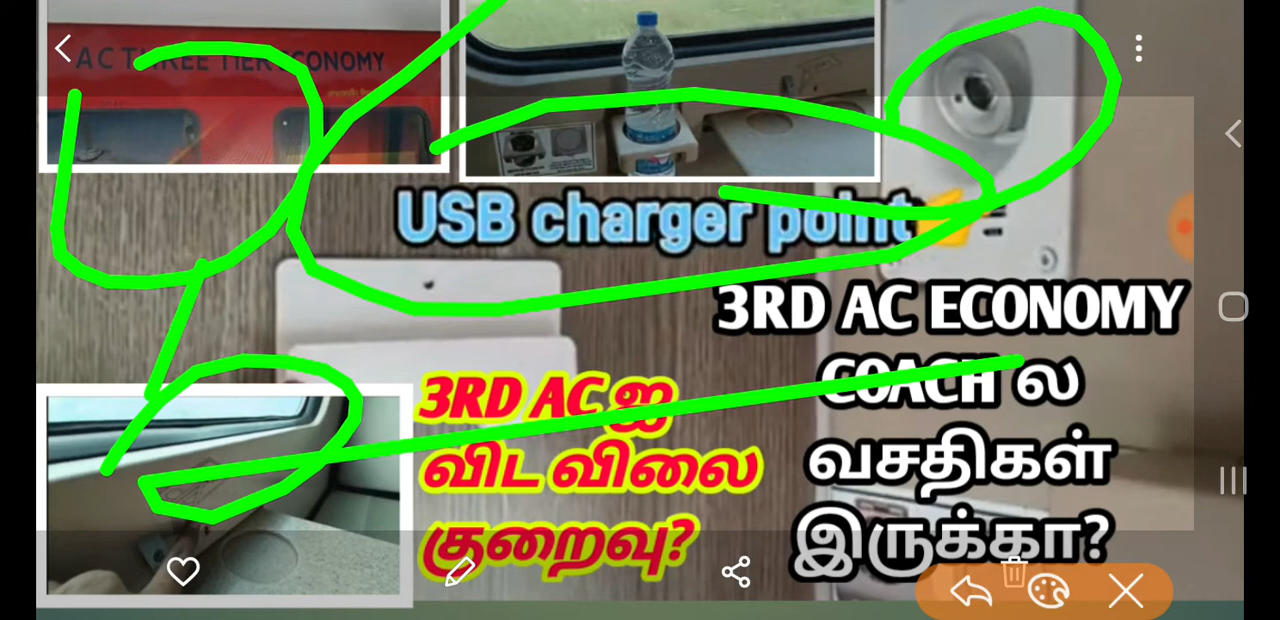 AC THREE TIER ECONOMY
USB charger point
3RD AC ECONOMY
COACH ல
வசதிகள்
இருக்கா?
3RD AC ஐ
விட விலை
குறைவு?